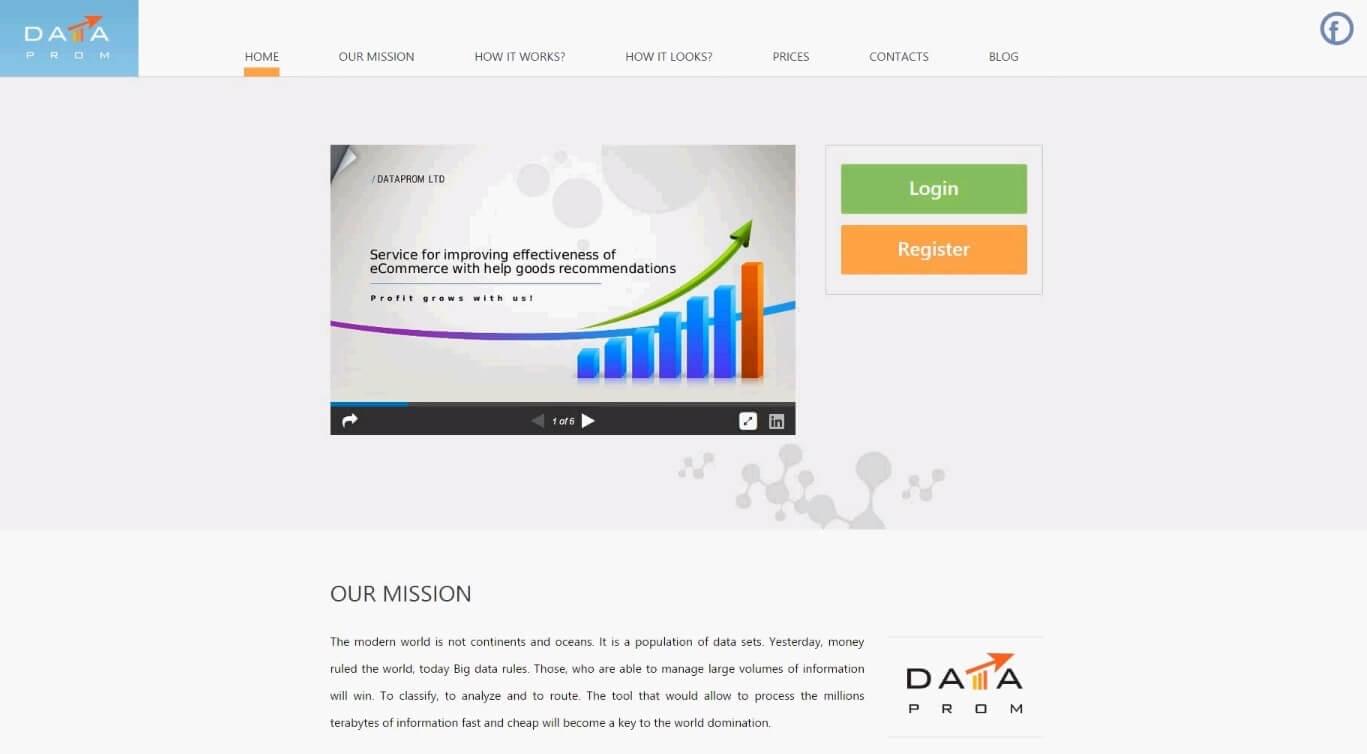 DATA
PROM
HOME
OUR MISSION
HOW IT WORKS?
HOW IT LOOKS?
PRICES
CONTACTS
BLOG
f
/ DATAPROM LTD
Service for improving effectiveness of
eCommerce with help goods recommendations
Profit grows with us!
1 of 6
in
Login
Register
OUR MISSION
The modern world is not continents and oceans. It is a population of data sets. Yesterday, money
ruled the world, today Big data rules. Those, who are able to manage large volumes of information
will win. To classify, to analyze and to route. The tool that would allow to process the millions
terabytes of information fast and cheap will become a key to the world domination.
DATA
PROM